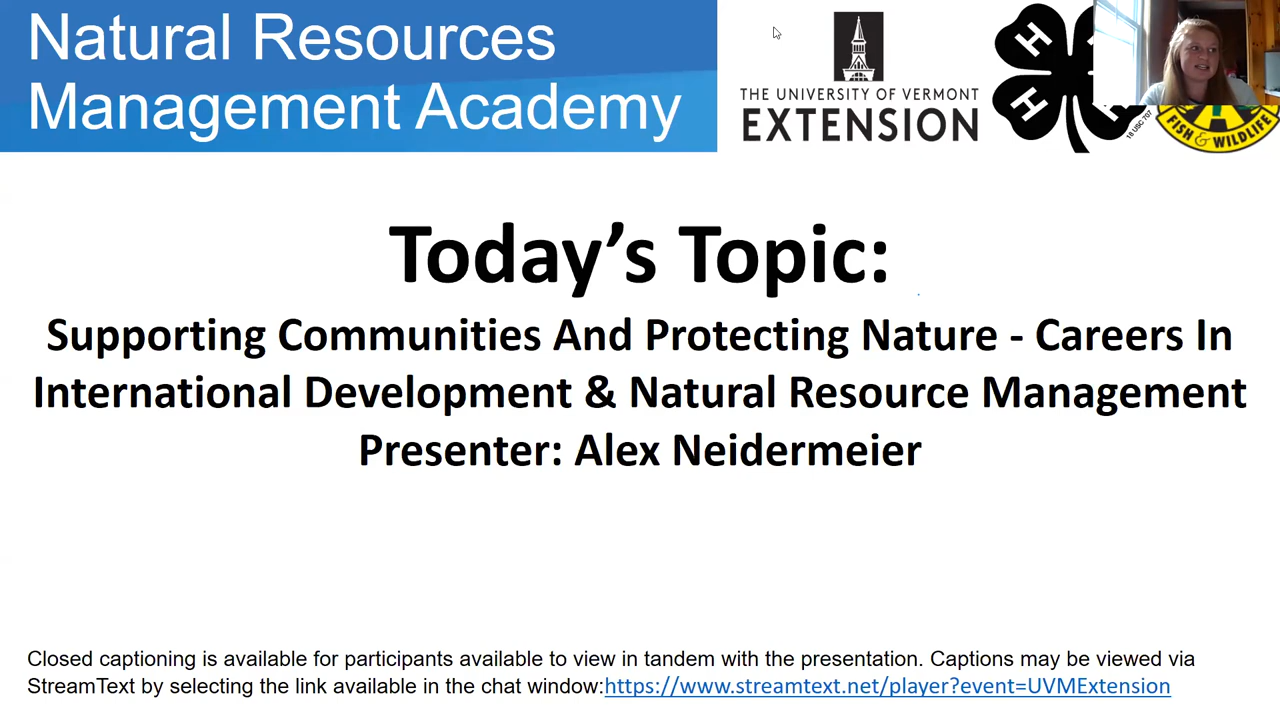 Natural Resources
Management Academy
THE UNIVERSITY OF VERMONT
EXTENSION
H
H
18 USC 707
FISH & WILDLIFE
Today’s Topic:
Supporting Communities And Protecting Nature - Careers In
International Development & Natural Resource Management
Presenter: Alex Neidermeier
Closed captioning is available for participants available to view in tandem with the presentation. Captions may be viewed via
StreamText by selecting the link available in the chat window:https://www.streamtext.net/player?event=UVMExtension